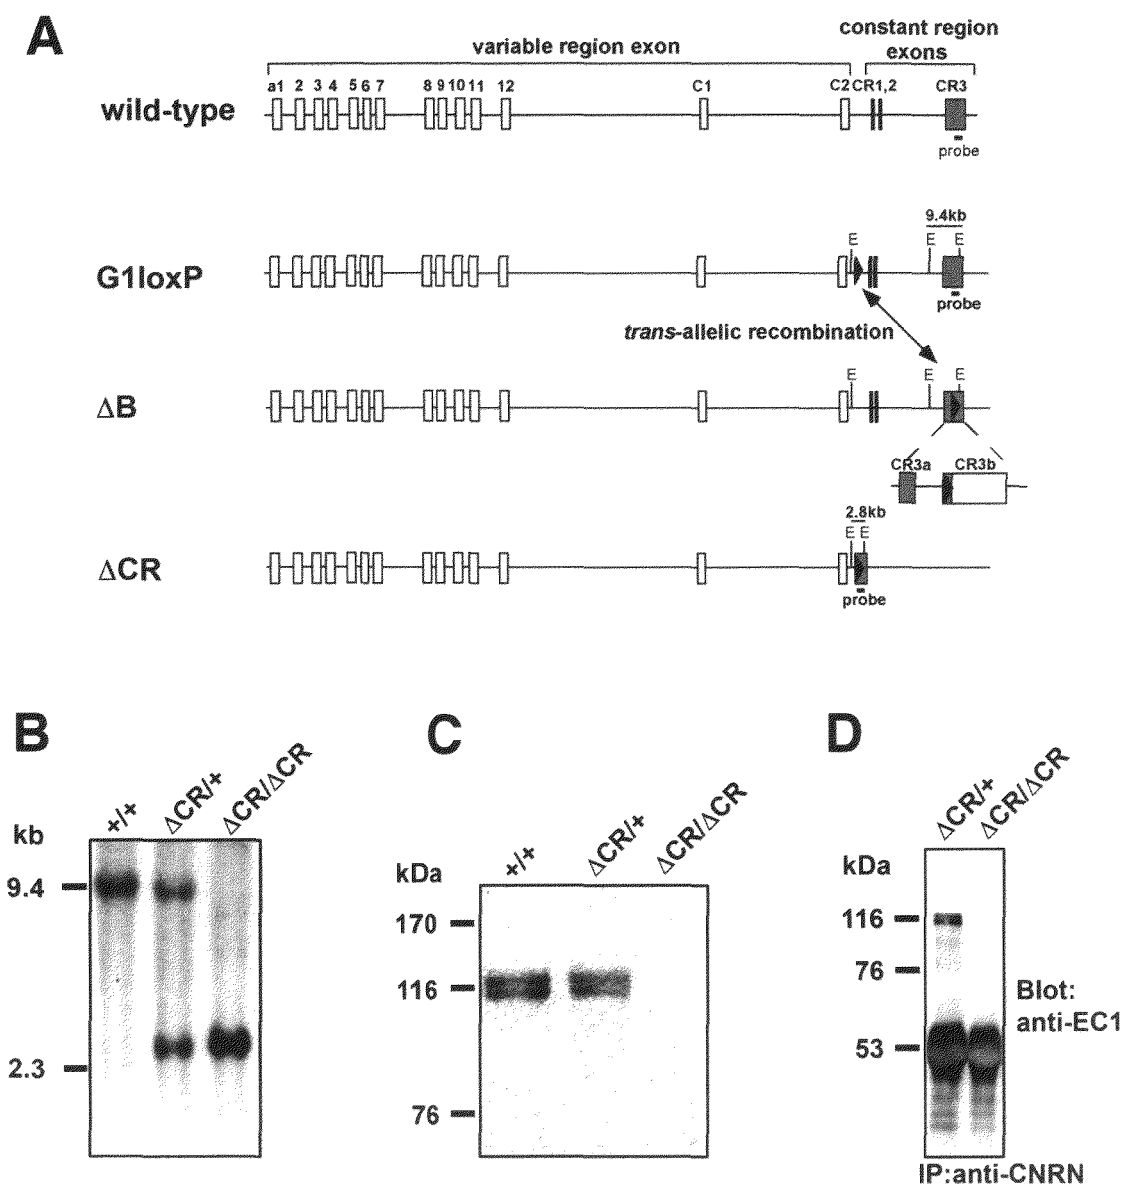 A
variable region exon
constant region
exons
a1 2 3 4 5 6 7 8 9 10 11 12 C1 C2 CR1,2 CR3
wild-type
probe
9.4kb
E E E
G1loxP
probe
trans-allelic recombination
E E E
ΔB
CR3a CR3b
2.8kb
E E
ΔCR
probe
B
+/+ ΔCR/+ ΔCR/ΔCR
kb
9.4
2.3
C
+/+ ΔCR/+ ΔCR/ΔCR
kDa
170
116
76
D
ΔCR/+ ΔCR/ΔCR
kDa
116
76
53
Blot:
anti-EC1
IP:anti-CNRN